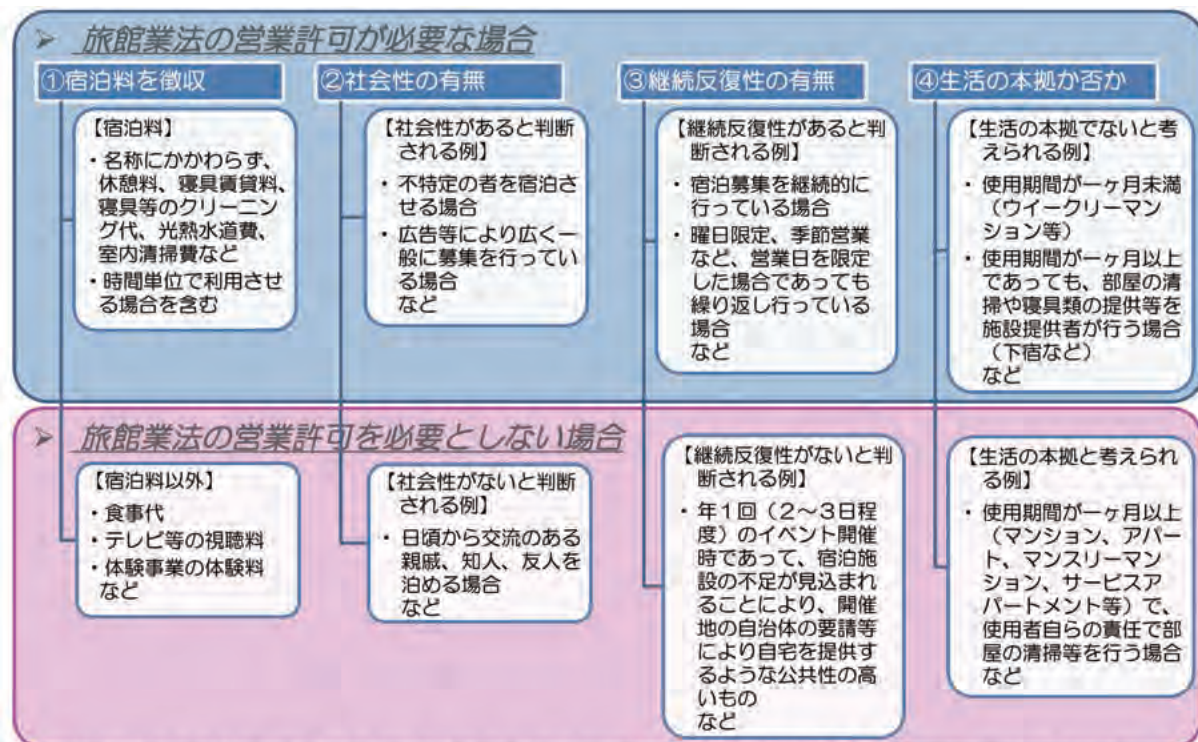 ➢ 旅館業法の営業許可が必要な場合
①宿泊料を徴収
【宿泊料】
・名称にかかわらず、
休憩料、寝具賃貸料、
寝具等のクリーニン
グ代、光熱水道費、
室内清掃費など
・時間単位で利用させ
る場合を含む
②社会性の有無
【社会性があると判断
される例】
・ 不特定の者を宿泊さ
せる場合
・ 広告等により広く一
般に募集を行ってい
る場合
など
③継続反復性の有無
【継続反復性があると判
断される例】
・ 宿泊募集を継続的に
行っている場合
・ 曜日限定、季節営業
など、営業日を限定
した場合であっても
繰り返し行っている
場合
など
④生活の本拠か否か
【生活の本拠でないと考
えられる例】
・ 使用期間が一ヶ月未満
（ウイークリーマン
ション等）
・ 使用期間が一ヶ月以上
であっても、部屋の清
掃や寝具類の提供等を
施設提供者が行う場合
（下宿など）
など
➢ 旅館業法の営業許可を必要としない場合
【宿泊料以外】
・食事代
・テレビ等の視聴料
・体験事業の体験料
など
【社会性がないと判断
される例】
・ 日頃から交流のある
親戚、知人、友人を
泊める場合
など
【継続反復性がないと判
断される例】
・ 年1回（2～3日程
度）のイベント開催
時であって、宿泊施
設の不足が見込まれ
ることにより、開催
地の自治体の要請等
により自宅を提供す
るような公共性の高
いもの
など
【生活の本拠と考えられ
る例】
・ 使用期間が一ヶ月以上
（マンション、アパー
ト、マンスリーマン
ション、サービスア
パートメント等）で、
使用者自らの責任で部
屋の清掃等を行う場合
など